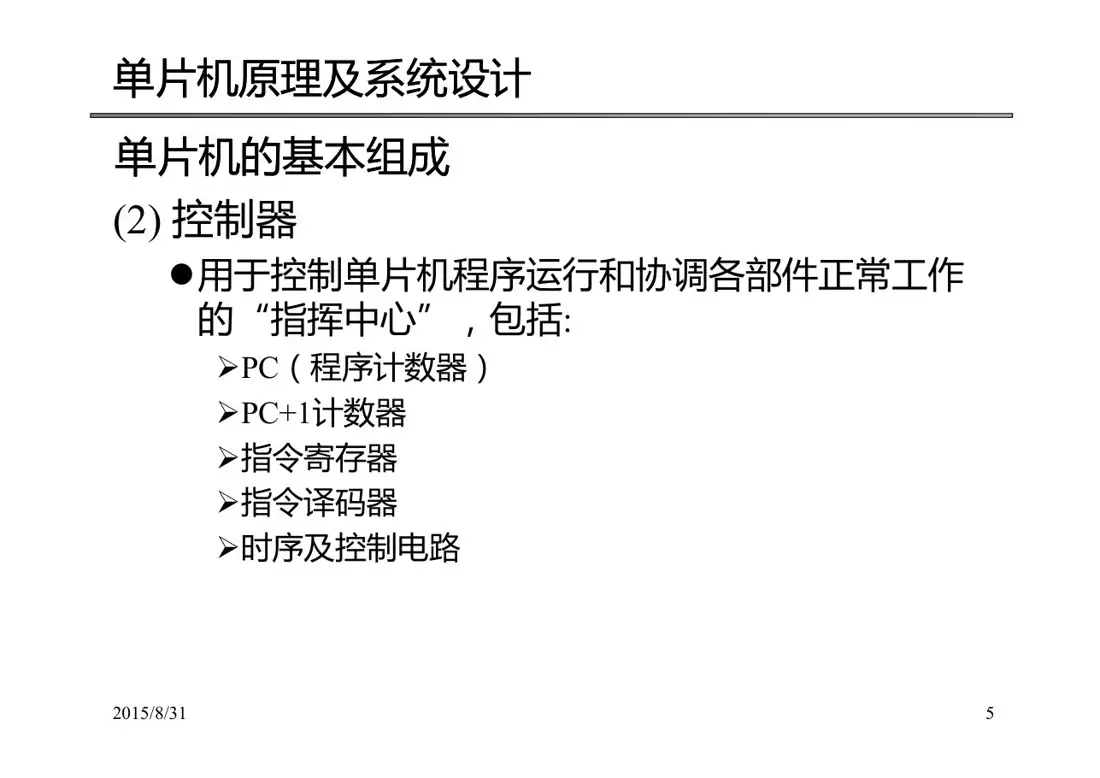 单片机原理及系统设计
单片机的基本组成
(2) 控制器
●用于控制单片机程序运行和协调各部件正常工作
的“指挥中心”，包括:
➢PC（程序计数器）
➢PC+1计数器
➢指令寄存器
➢指令译码器
➢时序及控制电路
2015/8/31
5